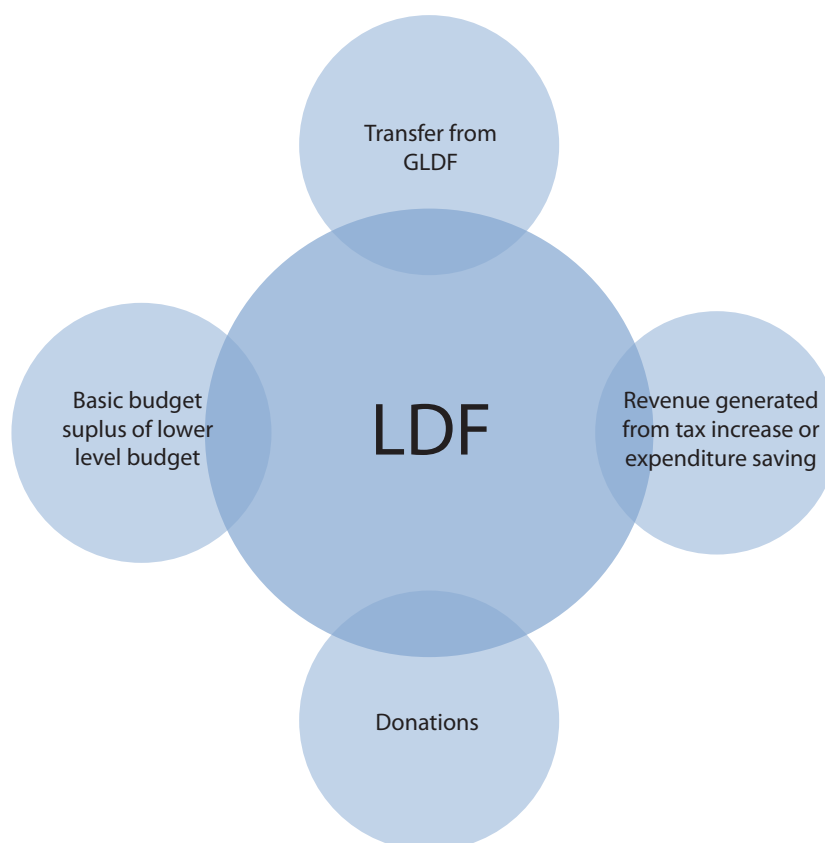 Transfer from
GLDF
Basic budget
suplus of lower
level budget
LDF
Revenue generated
from tax increase or
expenditure saving
Donations